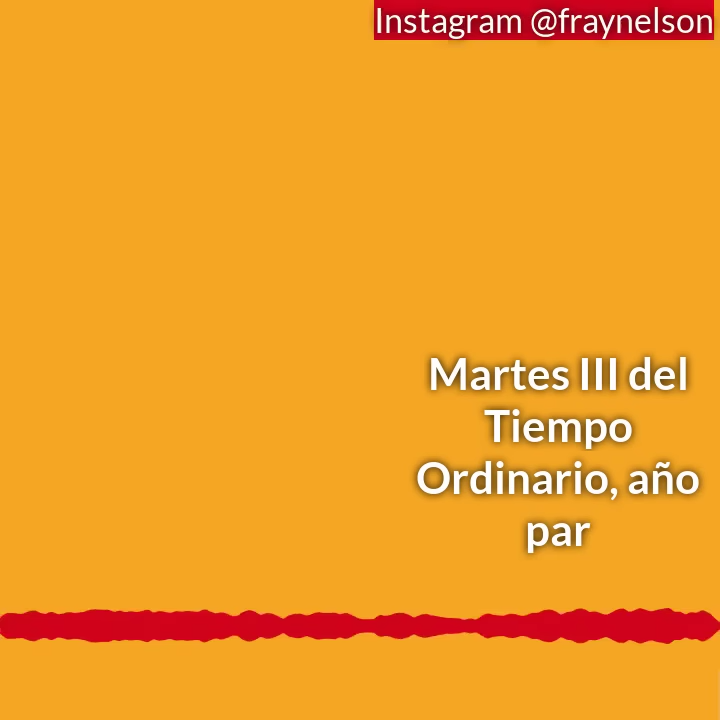 Instagram @fraynelson
Martes III del
Tiempo
Ordinario, año
par